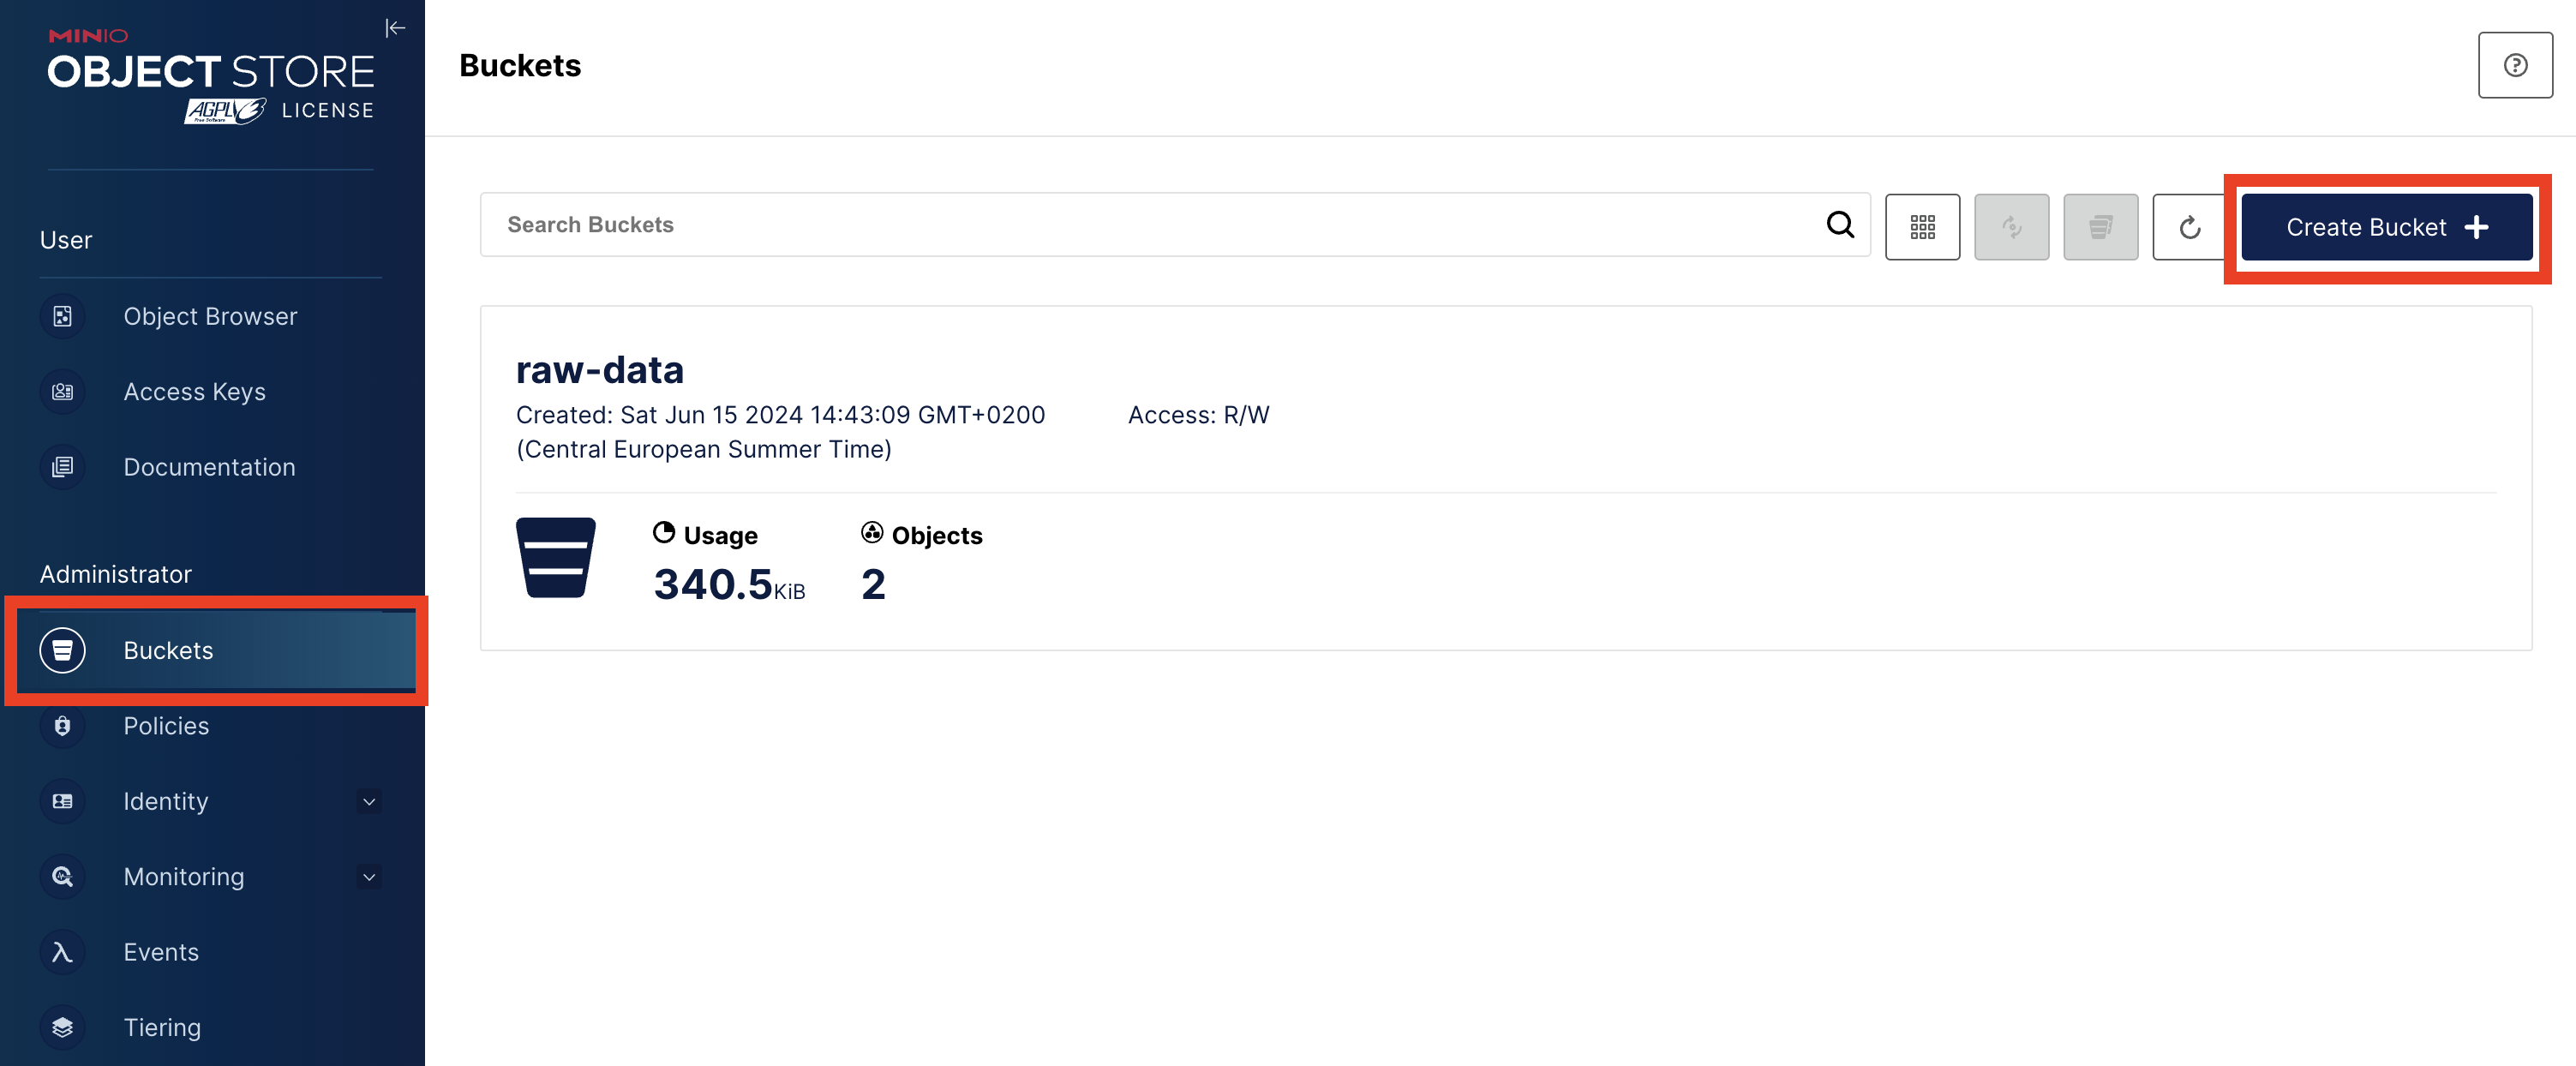 MINIO
OBJECT STORE
AGPLv3 LICENSE
Free Software
User
Object Browser
Access Keys
Documentation
Administrator
Buckets
Policies
Identity
Monitoring
Events
Tiering
Buckets
Search Buckets
Create Bucket
raw-data
Created: Sat Jun 15 2024 14:43:09 GMT+0200 Access: R/W
(Central European Summer Time)
Usage Objects
340.5KiB 2